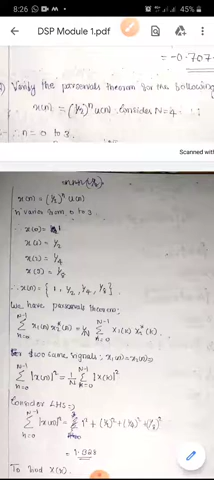 8:26
DSP Module 1.pdf
= -0.707
Verify the parsevals theorem for the following
x(n) = (1/2)^n u(n). Consider N=4
∴ n = 0 to 3.
Scanned with
x(n) = (1/2)^n u(n)
n varies from 0 to 3
∴ x(0) = 1
x(1) = 1/2
x(2) = 1/4
x(3) = 1/8
∴ x(n) = { 1, 1/2, 1/4, 1/8 }
We have parsevals theorem
N-1 Σ n=0 x₁(n) x₂*(n) = 1/N N-1 Σ k=0 x₁(k) x₂*(k).
For two same signals: x₁(n) = x₂(n) =
N-1 Σ n=0 |x(n)|² = 1/N N-1 Σ k=0 |x(k)|²
Consider LHS ⇒
N-1 Σ n=0 |x(n)|² = 1² + (1/2)² + (1/4)² + (1/8)²
= 1.328
To find x(k).